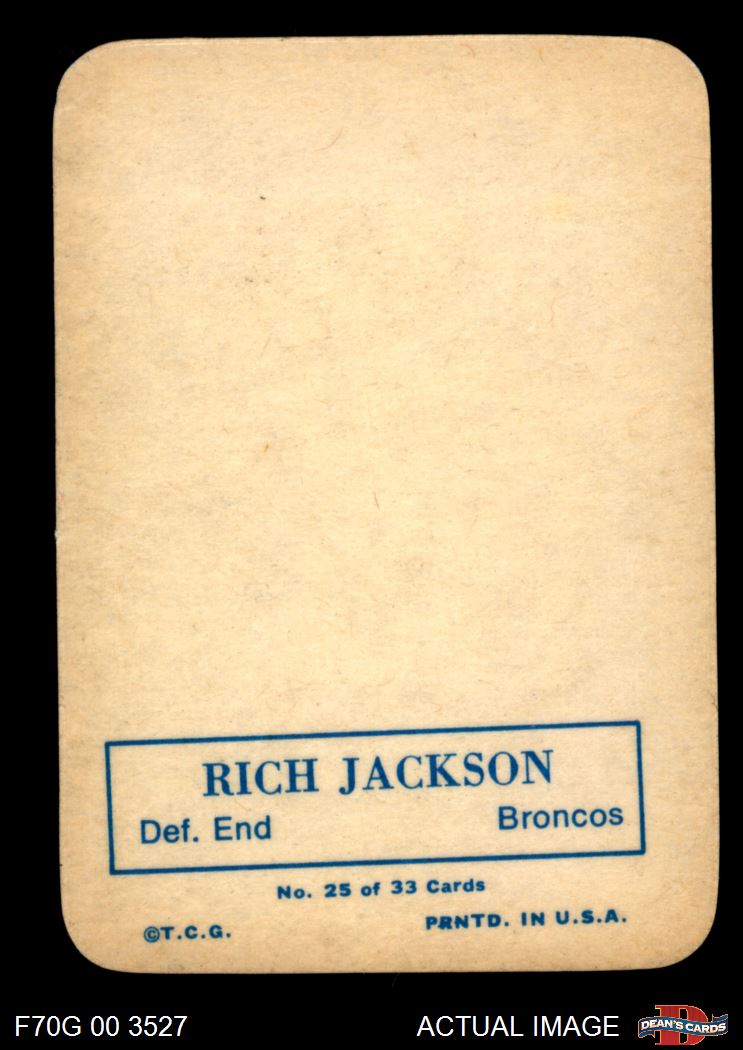 RICH JACKSON
Def. End Broncos
No. 25 of 33 Cards
©T.C.G. PRNTD. IN U.S.A.
F70G 00 3527 ACTUAL IMAGE DEAN'S CARDS